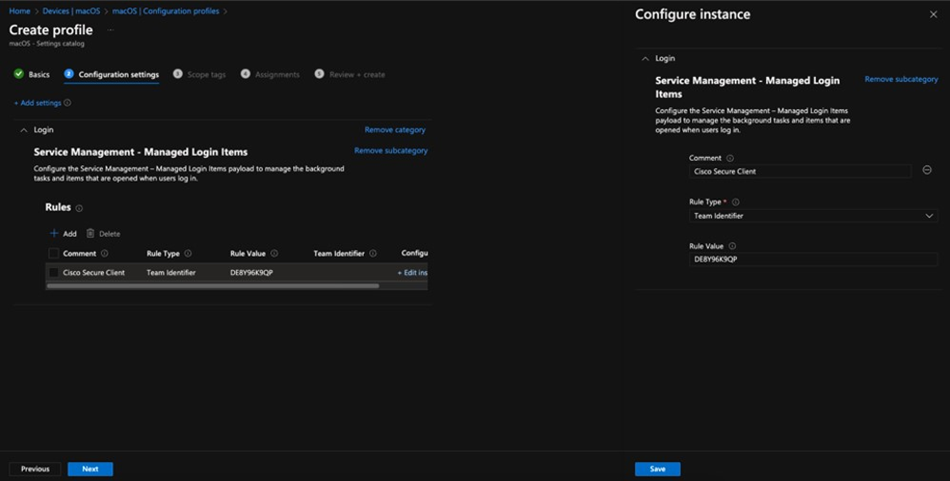 Home > Devices | macOS > macOS | Configuration profiles >
Create profile ...
macOS - Settings catalog
Basics
2 Configuration settings
3 Scope tags
4 Assignments
5 Review + create
+ Add settings
Login
Remove category
Service Management - Managed Login Items
Remove subcategory
Configure the Service Management – Managed Login Items payload to manage the background
tasks and items that are opened when users log in.
Rules
+ Add
Delete
Comment Rule Type Rule Value Team Identifier Configu
Cisco Secure Client Team Identifier DE8Y96K9QP + Edit ins
Previous
Next
Configure instance
Login
Service Management - Managed Login
Items
Remove subcategory
Configure the Service Management – Managed Login Items
payload to manage the background tasks and items that are
opened when users log in.
Comment
Cisco Secure Client
Rule Type *
Team Identifier
Rule Value
DE8Y96K9QP
Save